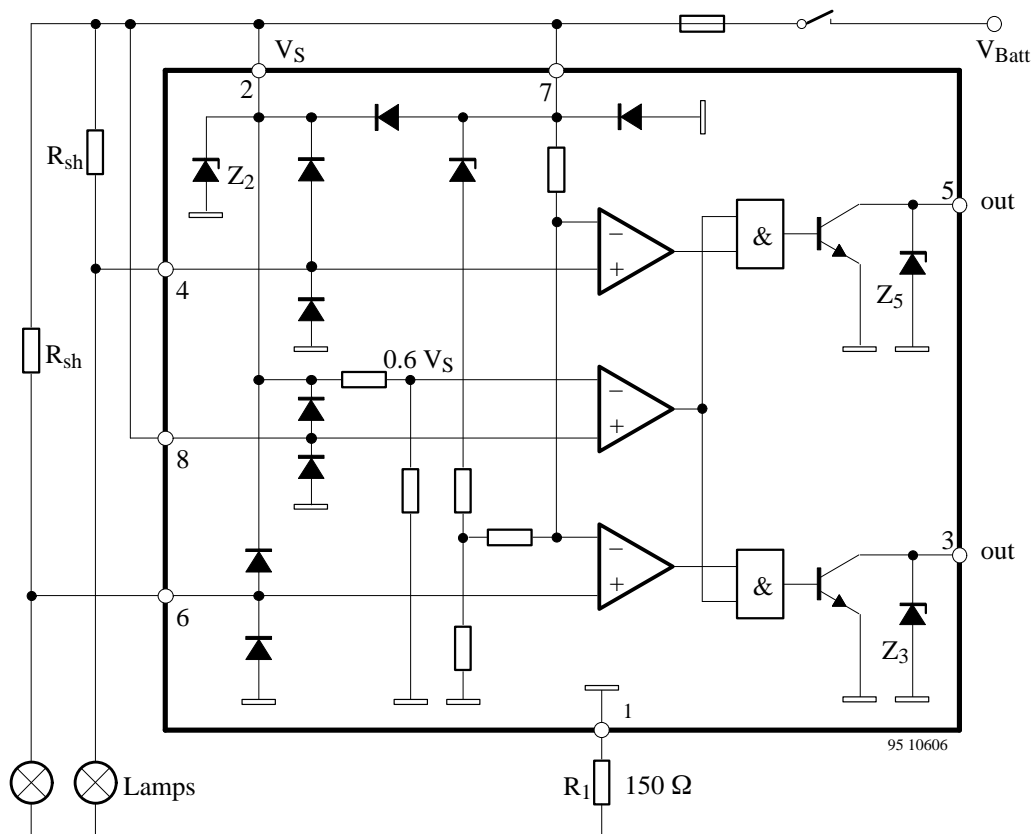 V_S
V_Batt
2
7
R_sh
Z_2
5
out
&
−
+
4
Z_5
R_sh
0.6 V_S
−
+
8
3
out
−
+
&
6
Z_3
1
95 10606
Lamps
R_1
150 Ω